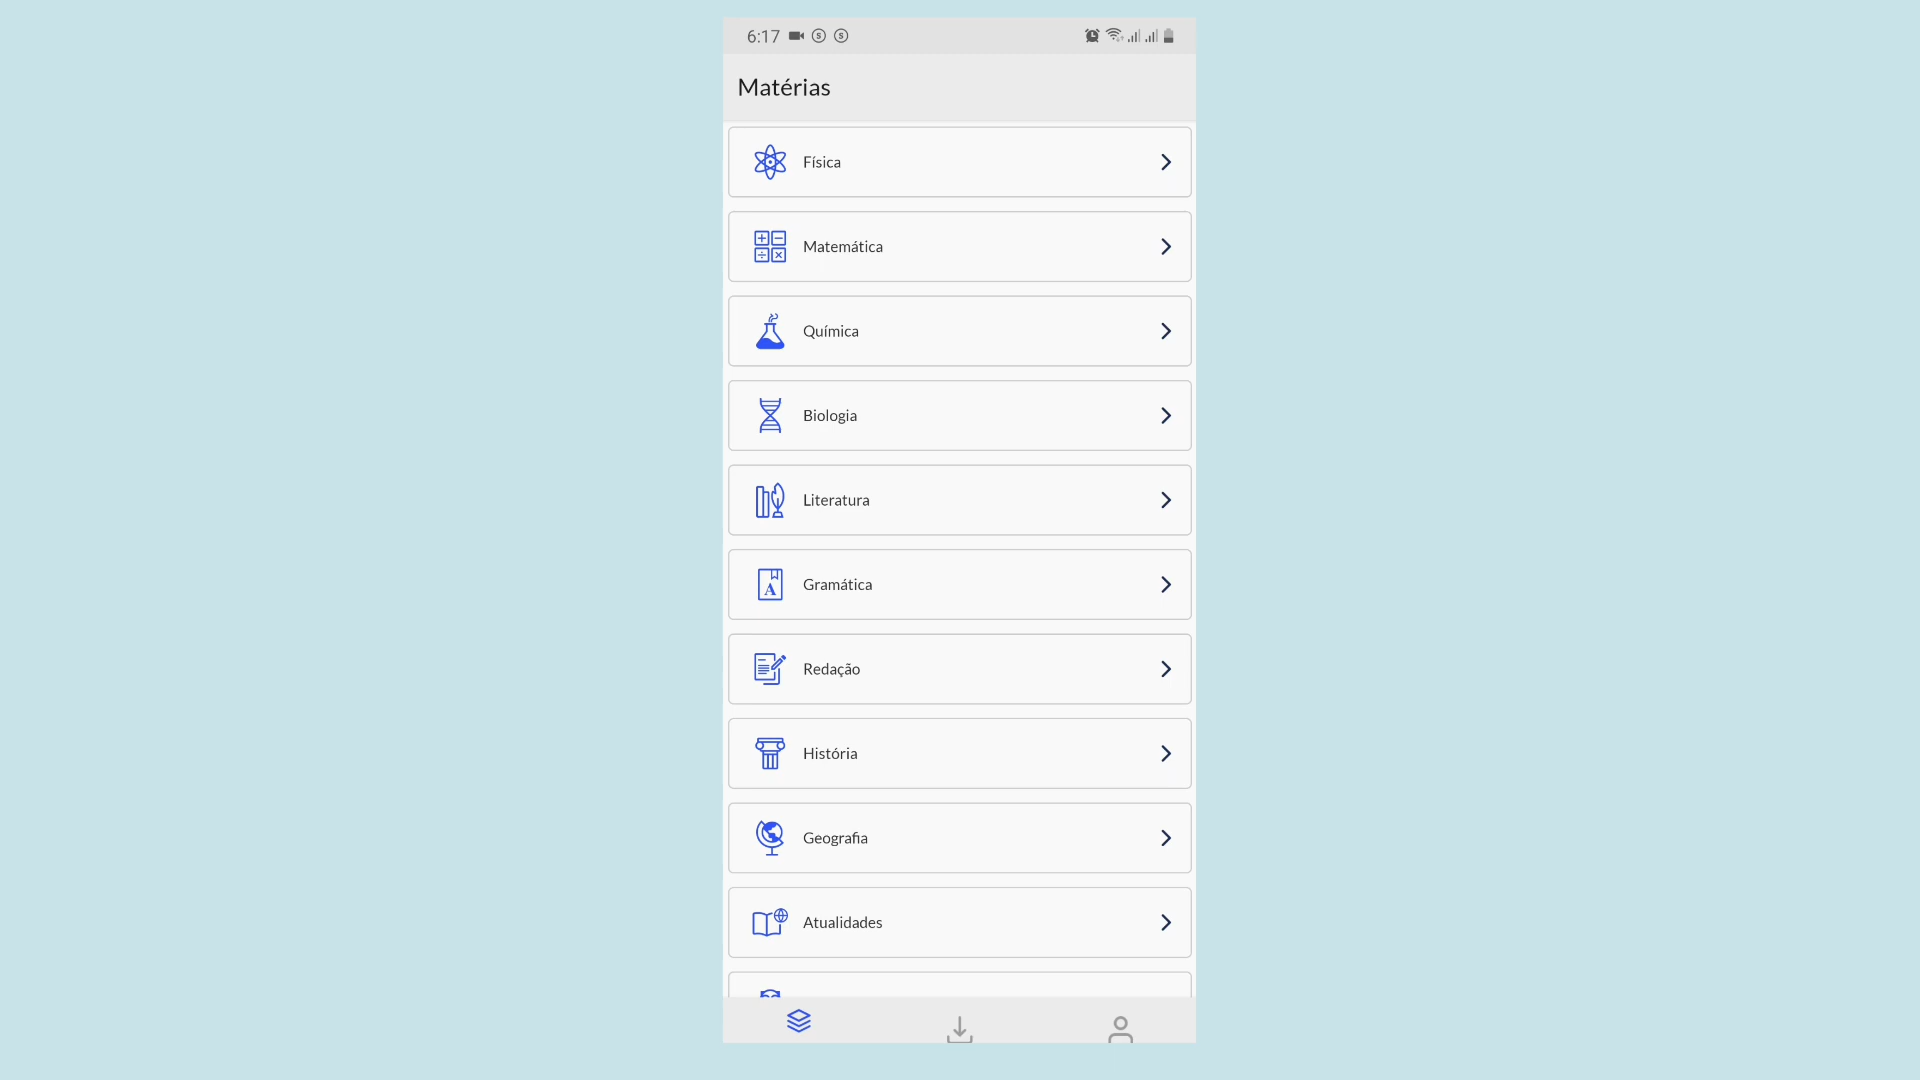 6:17
Matérias
Física
Matemática
Química
Biologia
Literatura
Gramática
Redação
História
Geografia
Atualidades